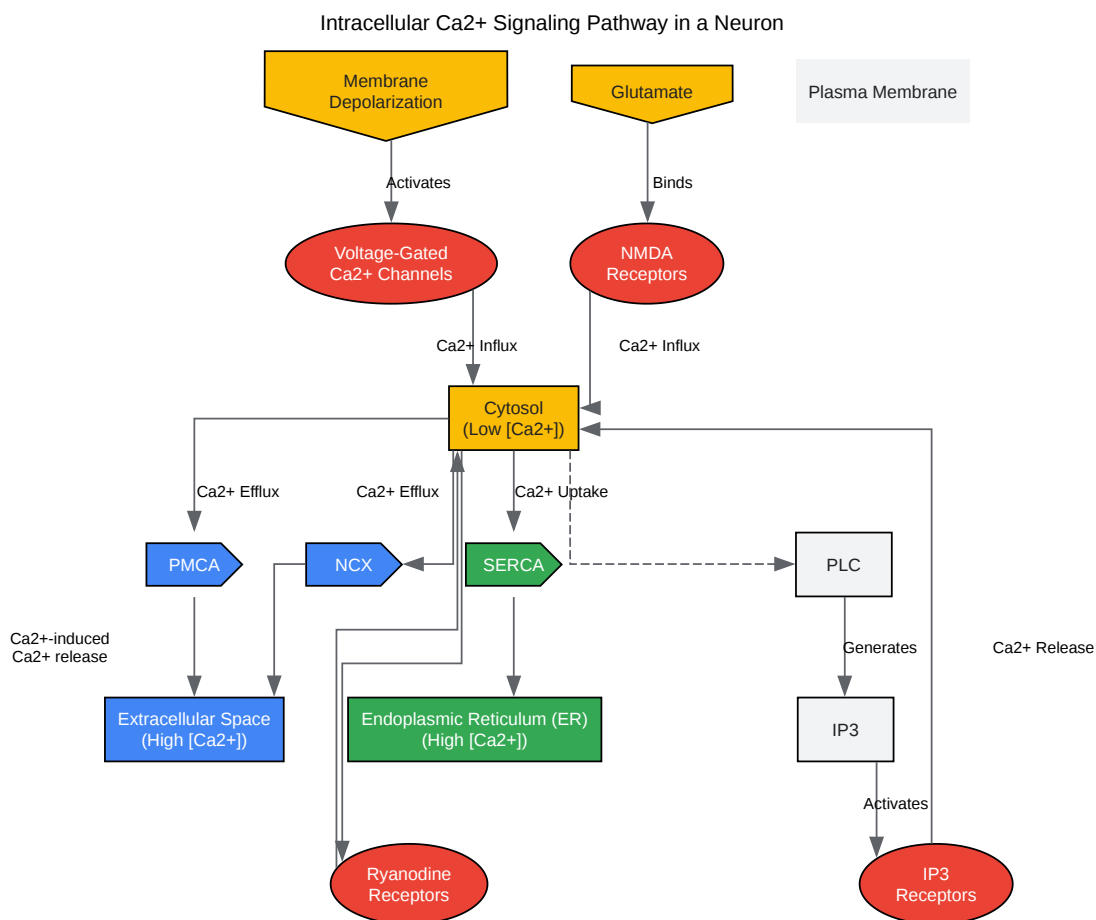 Intracellular Ca2+ Signaling Pathway in a Neuron
Membrane
Depolarization
Glutamate
Plasma Membrane
Activates
Binds
Voltage-Gated
Ca2+ Channels
NMDA
Receptors
Ca2+ Influx
Ca2+ Influx
Cytosol
(Low [Ca2+])
Ca2+ Efflux
Ca2+ Efflux
Ca2+ Uptake
PMCA
NCX
SERCA
PLC
Ca2+-induced
Ca2+ release
Generates
Ca2+ Release
Extracellular Space
(High [Ca2+])
Endoplasmic Reticulum (ER)
(High [Ca2+])
IP3
Activates
Ryanodine
Receptors
IP3
Receptors